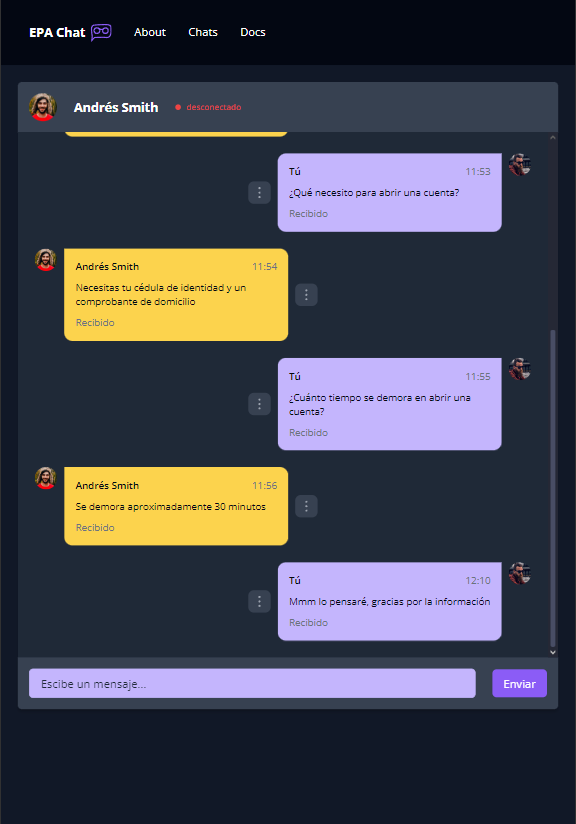 EPA Chat About Chats Docs
Andrés Smith desconectado
Tú 11:53
¿Qué necesito para abrir una cuenta?
Recibido
Andrés Smith 11:54
Necesitas tu cédula de identidad y un
comprobante de domicilio
Recibido
Tú 11:55
¿Cuánto tiempo se demora en abrir una
cuenta?
Recibido
Andrés Smith 11:56
Se demora aproximadamente 30 minutos
Recibido
Tú 12:10
Mmm lo pensaré, gracias por la información
Recibido
Escibe un mensaje... Enviar